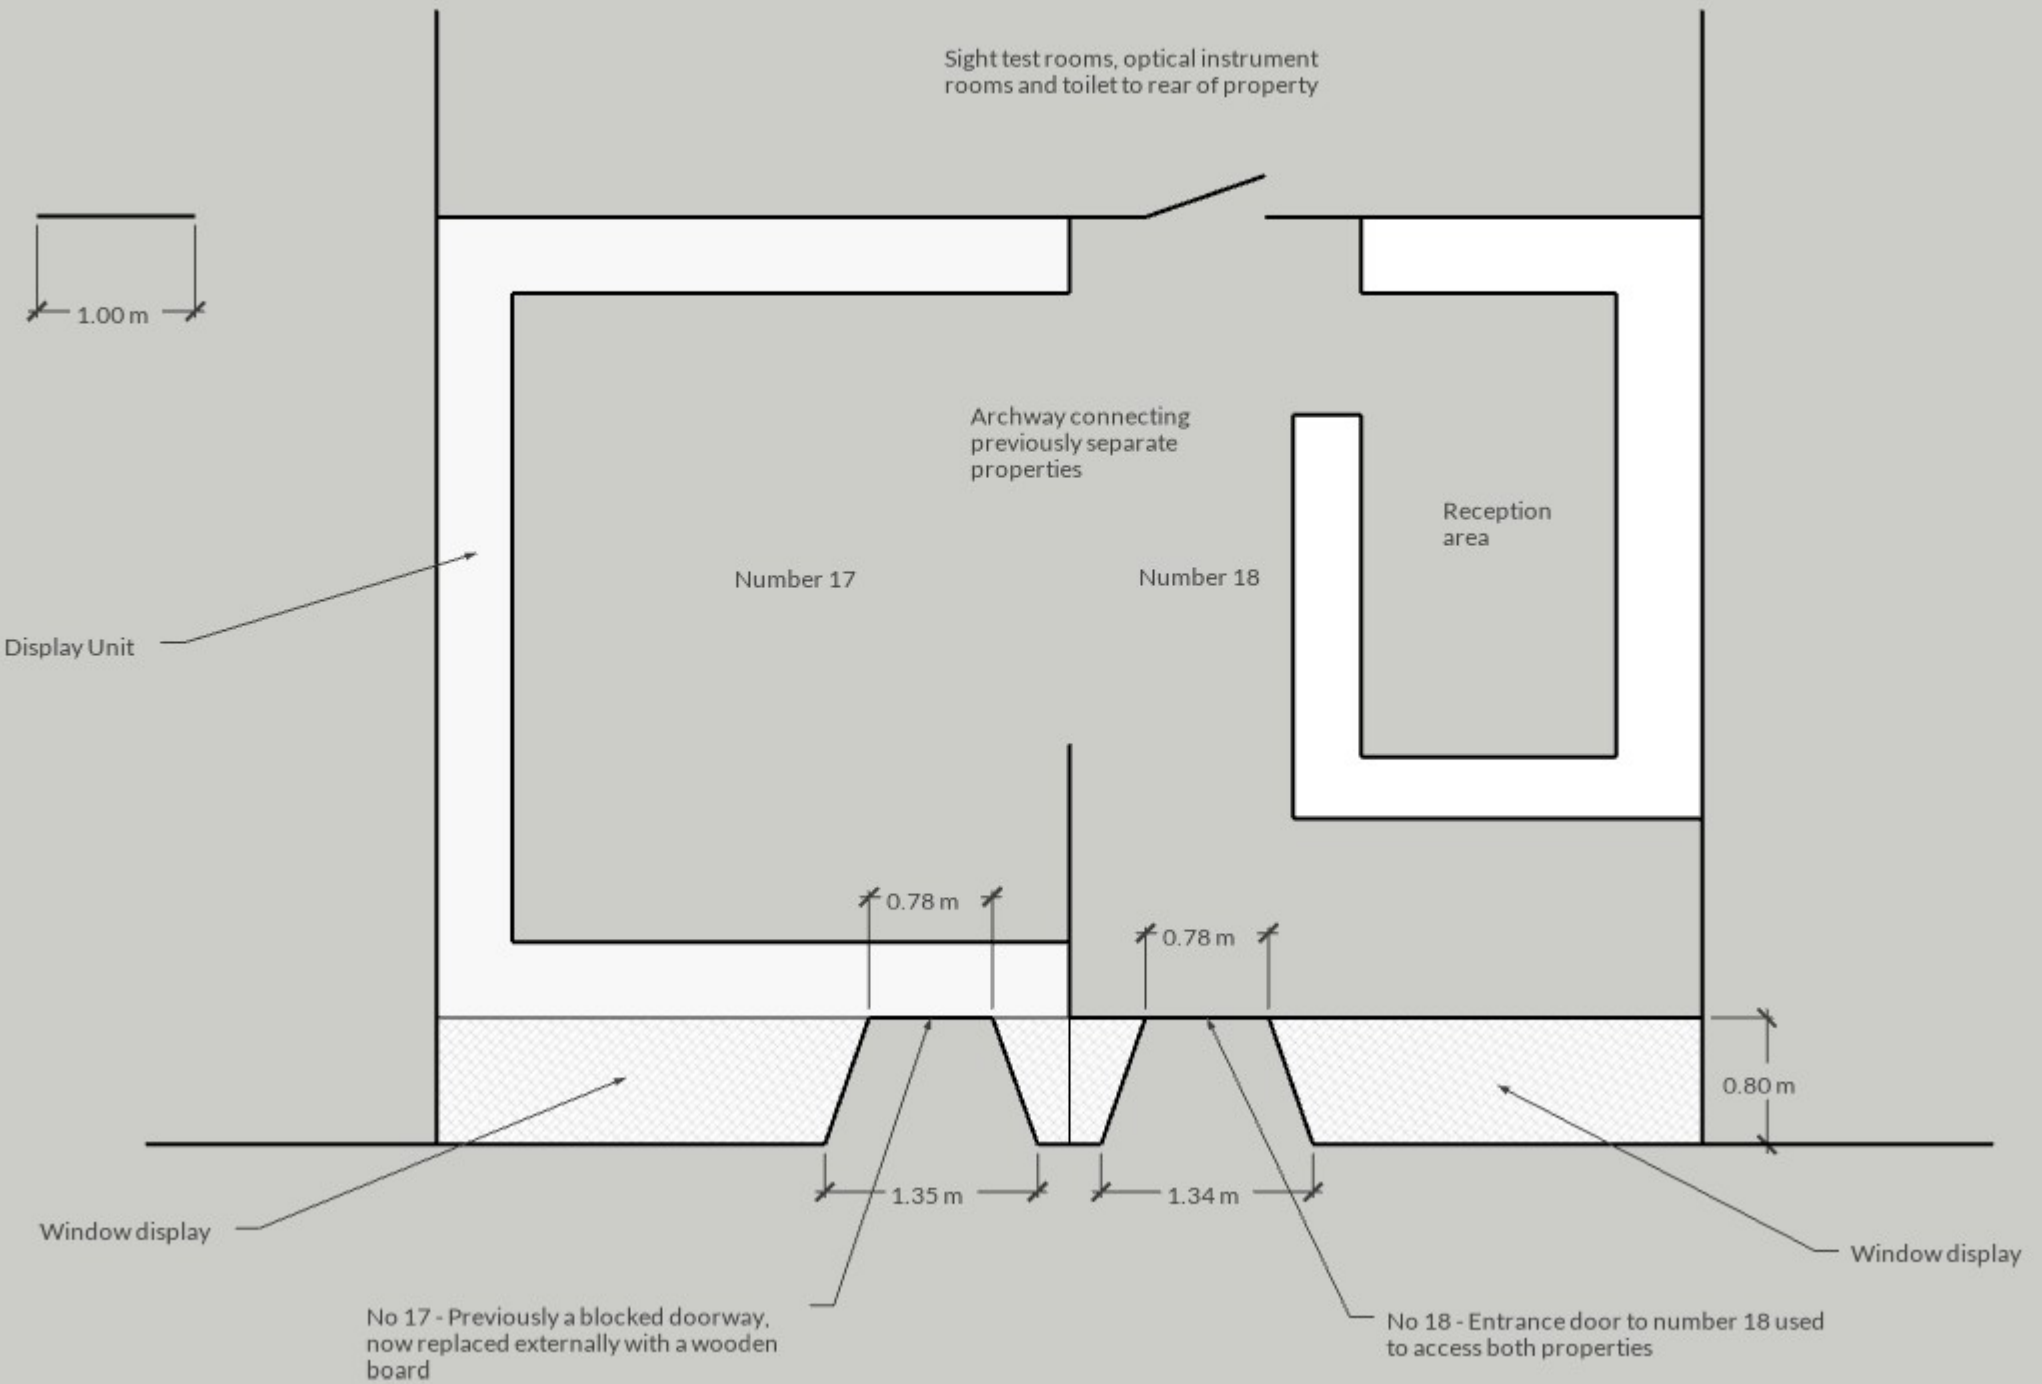 Sight test rooms, optical instrument
rooms and toilet to rear of property
1.00 m
Archway connecting
previously separate
properties
Reception
area
Number 17
Number 18
Display Unit
0.78 m
0.78 m
0.80 m
1.35 m
1.34 m
Window display
Window display
No 17 - Previously a blocked doorway,
now replaced externally with a wooden
board
No 18 - Entrance door to number 18 used
to access both properties